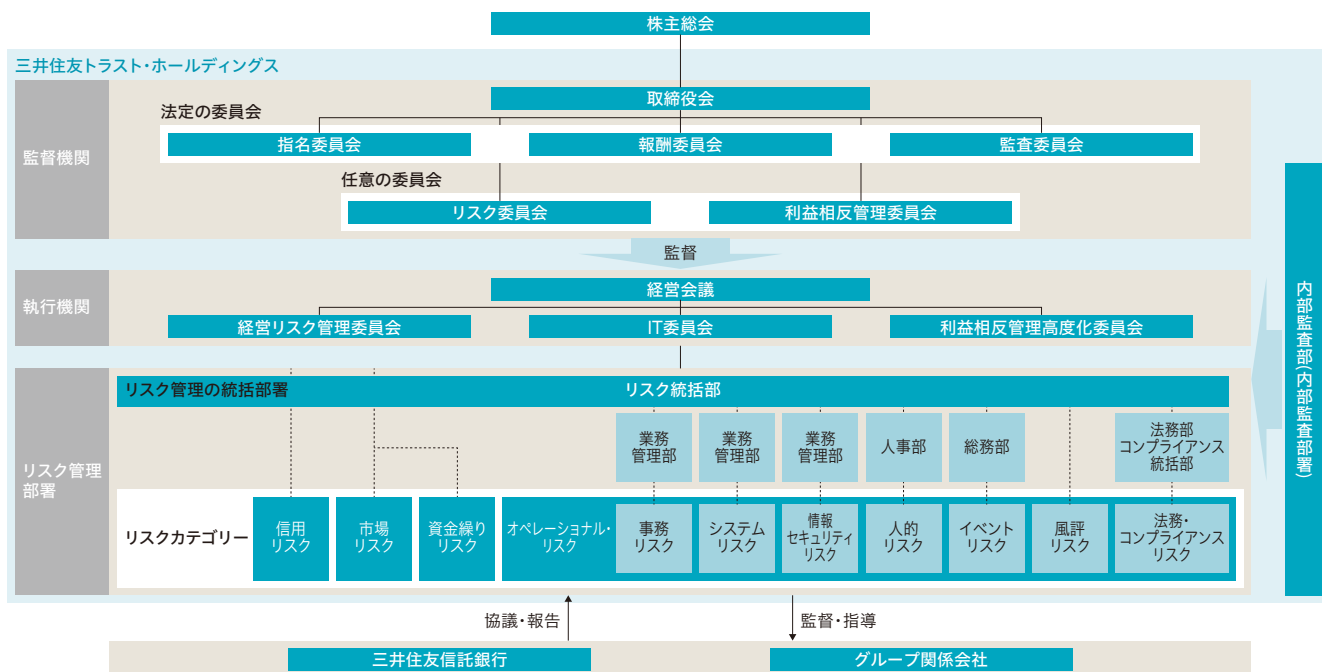 株主総会
三井住友トラスト・ホールディングス
監督機関
取締役会
法定の委員会
指名委員会
報酬委員会
監査委員会
任意の委員会
リスク委員会
利益相反管理委員会
監督
執行機関
経営会議
経営リスク管理委員会
IT委員会
利益相反管理高度化委員会
リスク管理
部署
リスク管理の統括部署
リスク統括部
業務
管理部
業務
管理部
業務
管理部
人事部
総務部
法務部
コンプライアンス
統括部
リスクカテゴリー
信用
リスク
市場
リスク
資金繰り
リスク
オペレーショナル・
リスク
事務
リスク
システム
リスク
情報
セキュリティ
リスク
人的
リスク
イベント
リスク
風評
リスク
法務・
コンプライアンス
リスク
内部監査部(内部監査部署)
協議・報告
監督・指導
三井住友信託銀行
グループ関係会社